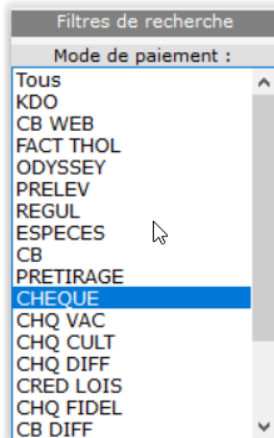 Filtres de recherche
Mode de paiement :
Tous
KDO
CB WEB
FACT THOL
ODYSSEY
PRELEV
REGUL
ESPECES
CB
PRETIRAGE
CHEQUE
CHQ VAC
CHQ CULT
CHQ DIFF
CRED LOIS
CHQ FIDEL
CB DIFF